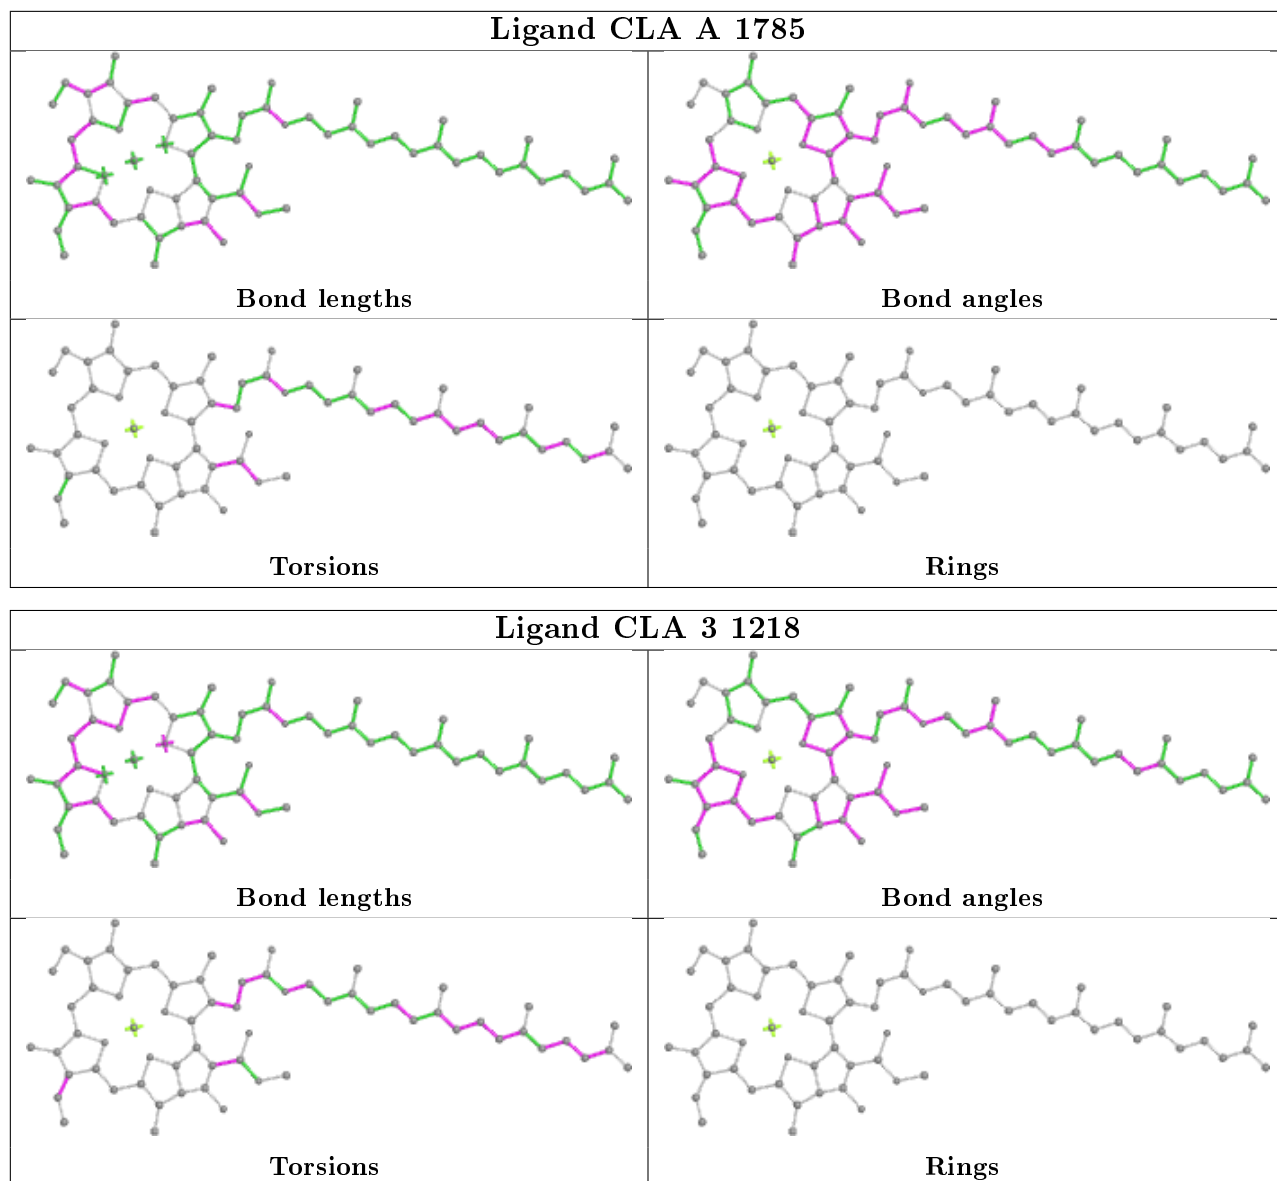 Ligand CLA A 1785
Bond lengths
Bond angles
Torsions
Rings
Ligand CLA 3 1218
Bond lengths
Bond angles
Torsions
Rings